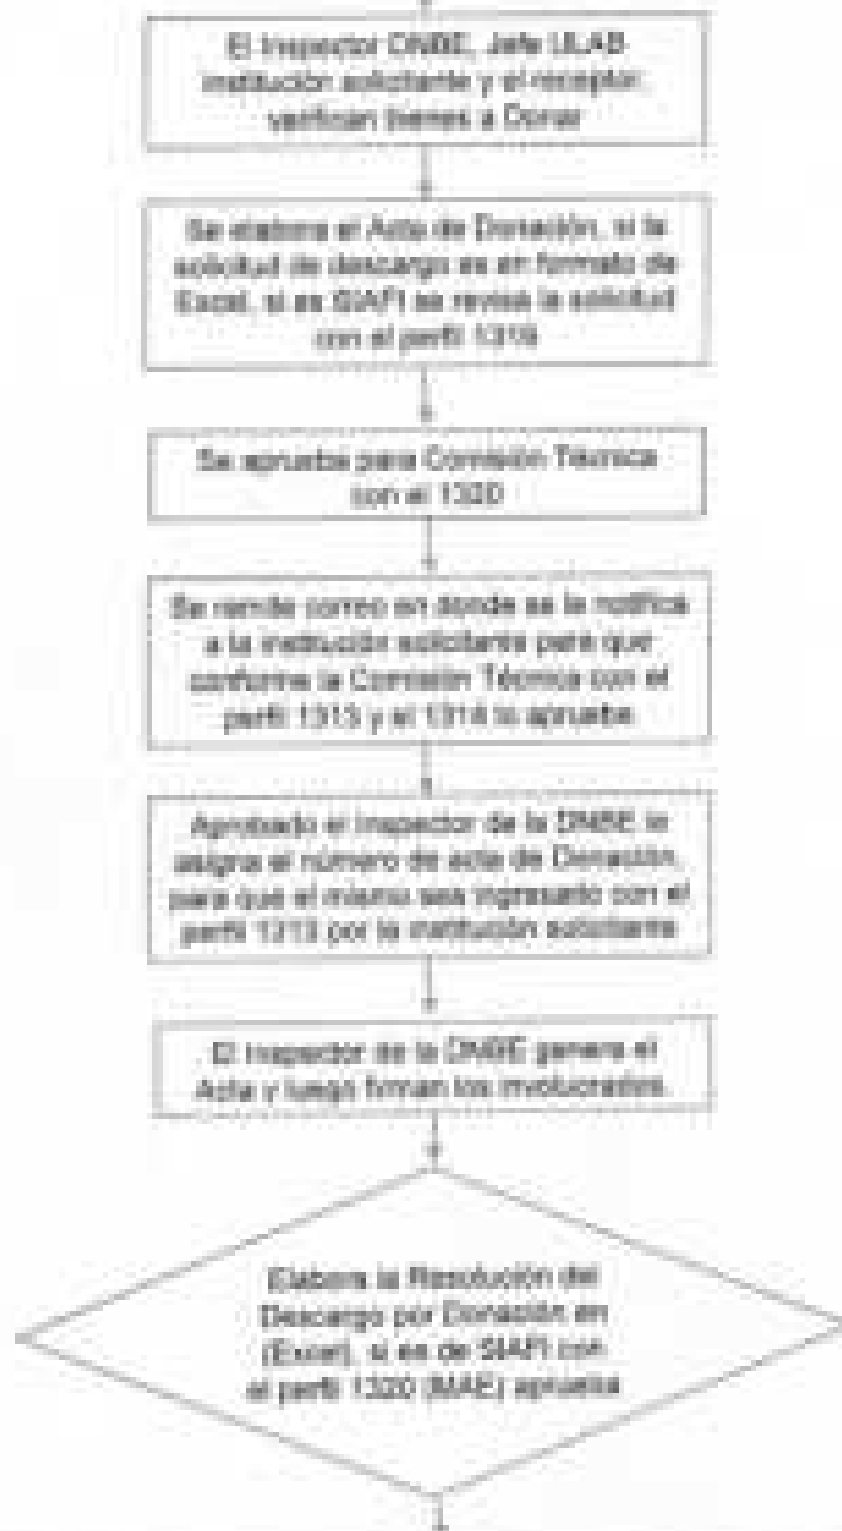 El Inspector DNBE, Jefe ULAB
institución solicitante y el receptor,
verifican bienes a Donar
Se elabora el Acta de Donación, si la
solicitud de descargo es en formato de
Excel, si es SIAFI se revisa la solicitud
con el perfil
Se aprueba para Comisión Técnica
con el 1320
Se remite correo en donde se le notifica
a la institución solicitante para que
conforme la Comisión Técnica con el
perfil 1313 y el 1314 lo apruebe
Aprobado el Inspector de la DNBE le
asigna el número de acta de Donación,
para que el mismo sea ingresado con el
perfil 1313 por la institución solicitante
El Inspector de la DNBE genera el
Acta y luego firman los involucrados.
Elabora la Resolución del
Descargo por Donación en
(Excel), si es de SIAFI con
el perfil 1320 (MAE) aprueba